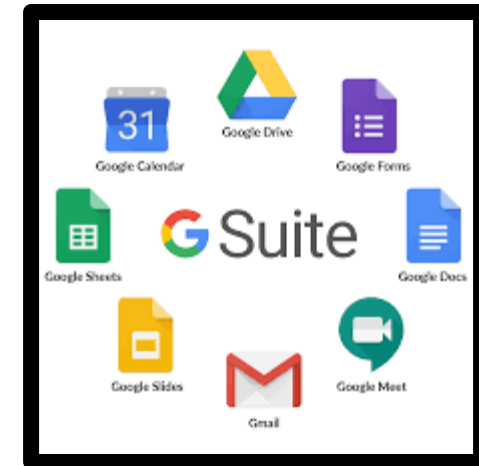 Google Drive
31
Google Calendar
Google Forms
G Suite
Google Sheets
Google Docs
Google Slides
Google Meet
Gmail